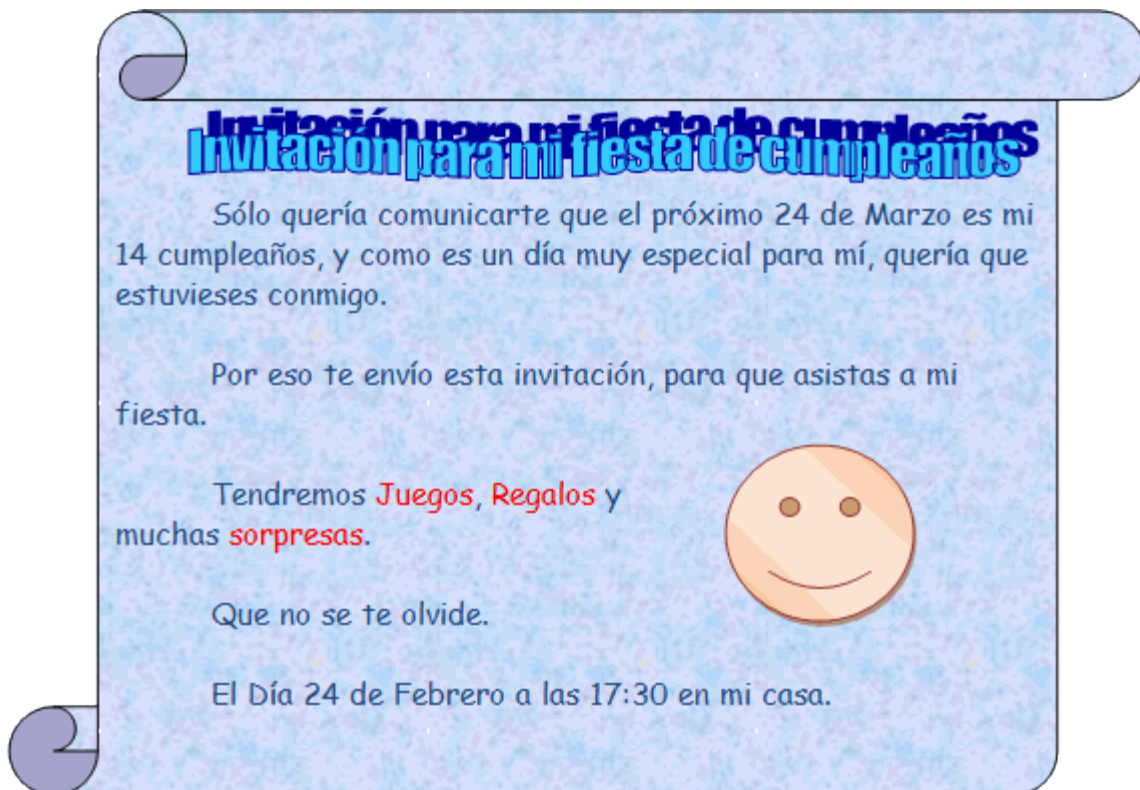 Invitación para mi fiesta de cumpleaños
Sólo quería comunicarte que el próximo 24 de Marzo es mi
14 cumpleaños, y como es un día muy especial para mí, quería que
estuvieses conmigo.
Por eso te envío esta invitación, para que asistas a mi
fiesta.
Tendremos Juegos, Regalos y
muchas sorpresas.
Que no se te olvide.
El Día 24 de Febrero a las 17:30 en mi casa.